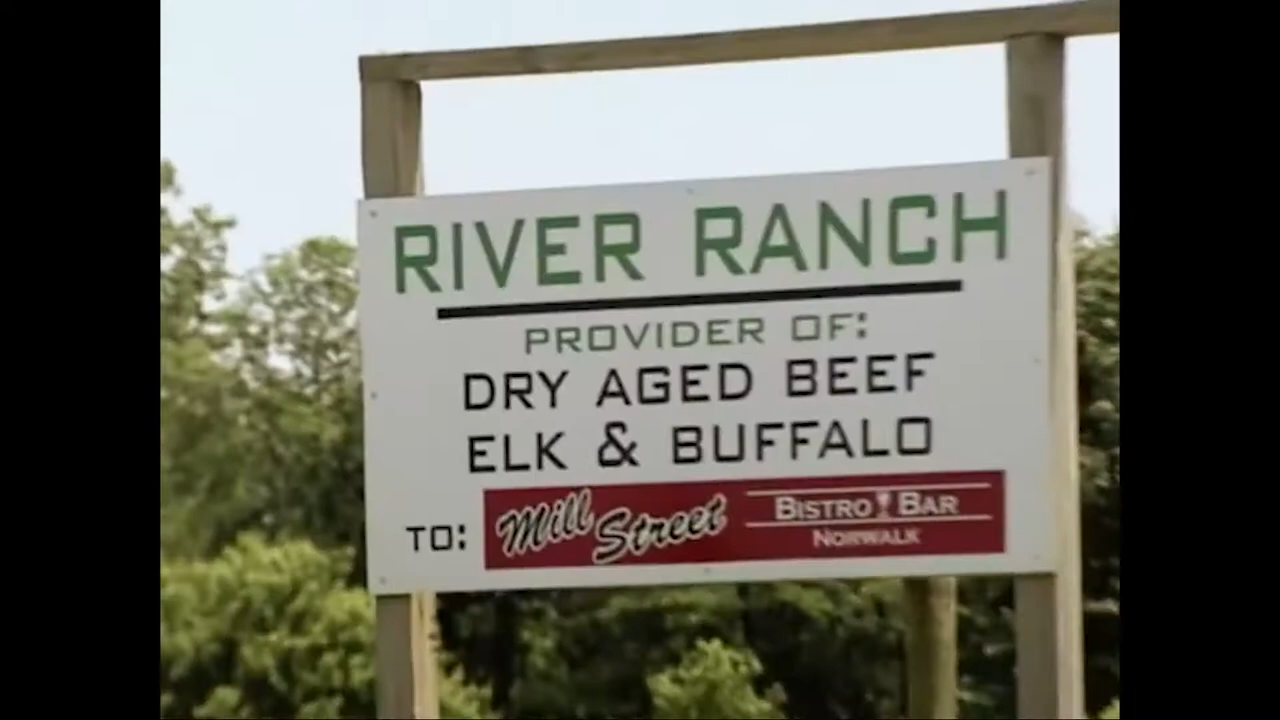 RIVER RANCH
PROVIDER OF:
DRY AGED BEEF
ELK & BUFFALO
TO: Mill Street BISTRO BAR
NORWALK